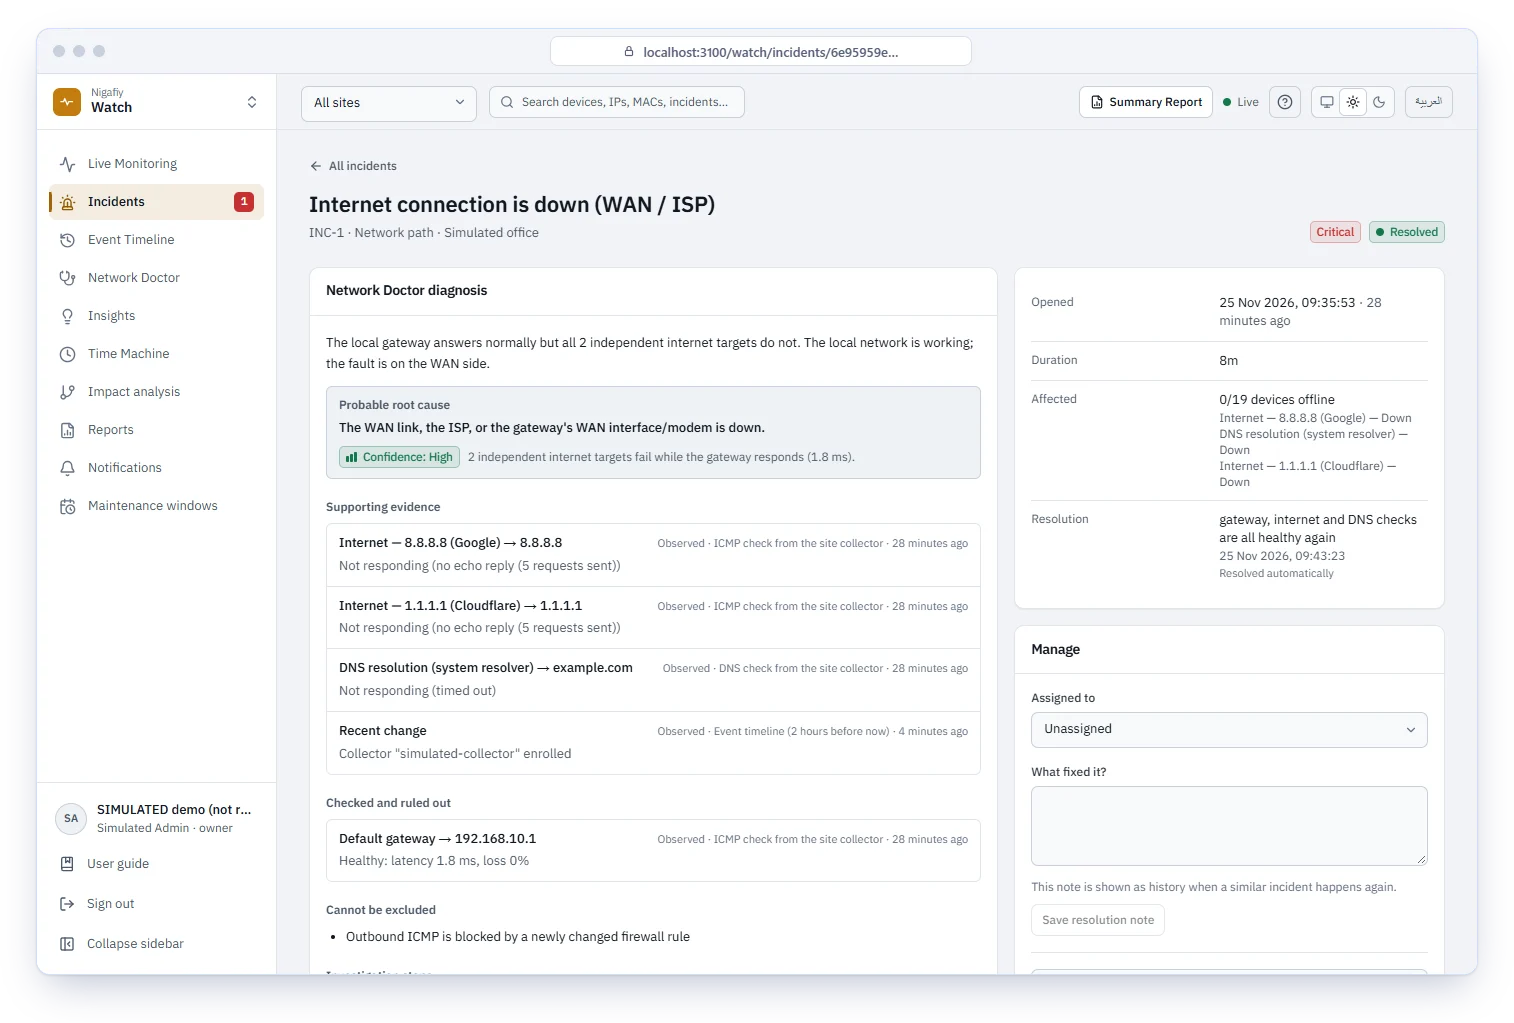 localhost:3100/watch/incidents/6e95959e...
Nigafiy
Watch
All sites
Search devices, IPs, MACs, incidents...
Summary Report
Live
العربية
Live Monitoring
Incidents
1
Event Timeline
Network Doctor
Insights
Time Machine
Impact analysis
Reports
Notifications
Maintenance windows
SA
SIMULATED demo (not r...
Simulated Admin · owner
User guide
Sign out
Collapse sidebar
All incidents
Internet connection is down (WAN / ISP)
INC-1 · Network path · Simulated office
Critical
Resolved
Network Doctor diagnosis
The local gateway answers normally but all 2 independent internet targets do not. The local network is working;
the fault is on the WAN side.
Probable root cause
The WAN link, the ISP, or the gateway's WAN interface/modem is down.
Confidence: High
2 independent internet targets fail while the gateway responds (1.8 ms).
Supporting evidence
Internet — 8.8.8.8 (Google) → 8.8.8.8
Observed · ICMP check from the site collector · 28 minutes ago
Not responding (no echo reply (5 requests sent))
Internet — 1.1.1.1 (Cloudflare) → 1.1.1.1
Observed · ICMP check from the site collector · 28 minutes ago
Not responding (no echo reply (5 requests sent))
DNS resolution (system resolver) → example.com
Observed · DNS check from the site collector · 28 minutes ago
Not responding (timed out)
Recent change
Observed · Event timeline (2 hours before now) · 4 minutes ago
Collector "simulated-collector" enrolled
Checked and ruled out
Default gateway → 192.168.10.1
Observed · ICMP check from the site collector · 28 minutes ago
Healthy: latency 1.8 ms, loss 0%
Cannot be excluded
• Outbound ICMP is blocked by a newly changed firewall rule
Opened
25 Nov 2026, 09:35:53 · 28
minutes ago
Duration
8m
Affected
0/19 devices offline
Internet — 8.8.8.8 (Google) — Down
DNS resolution (system resolver) —
Down
Internet — 1.1.1.1 (Cloudflare) —
Down
Resolution
gateway, internet and DNS checks
are all healthy again
25 Nov 2026, 09:43:23
Resolved automatically
Manage
Assigned to
Unassigned
What fixed it?
This note is shown as history when a similar incident happens again.
Save resolution note